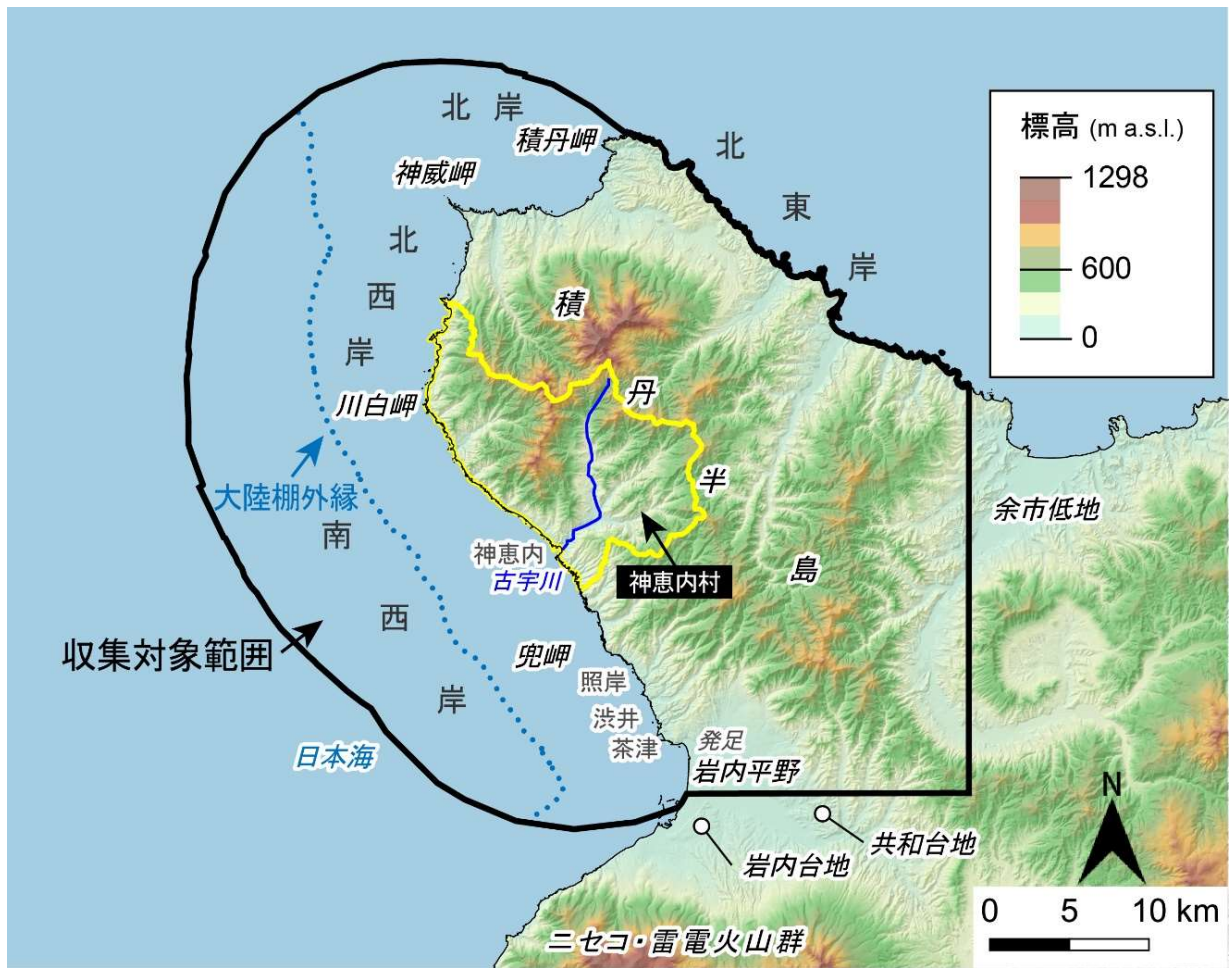 北岸
積丹岬
神威岬
北東岸
標高 (m a.s.l.)
1298
600
0
北西岸
積丹半島
川白岬
大陸棚外縁
南西岸
神恵内
古宇川
神恵内村
余市低地
収集対象範囲
兜岬
照岸
渋井
茶津
発足
岩内平野
日本海
共和台地
岩内台地
N
0 5 10 km
ニセコ・雷電火山群